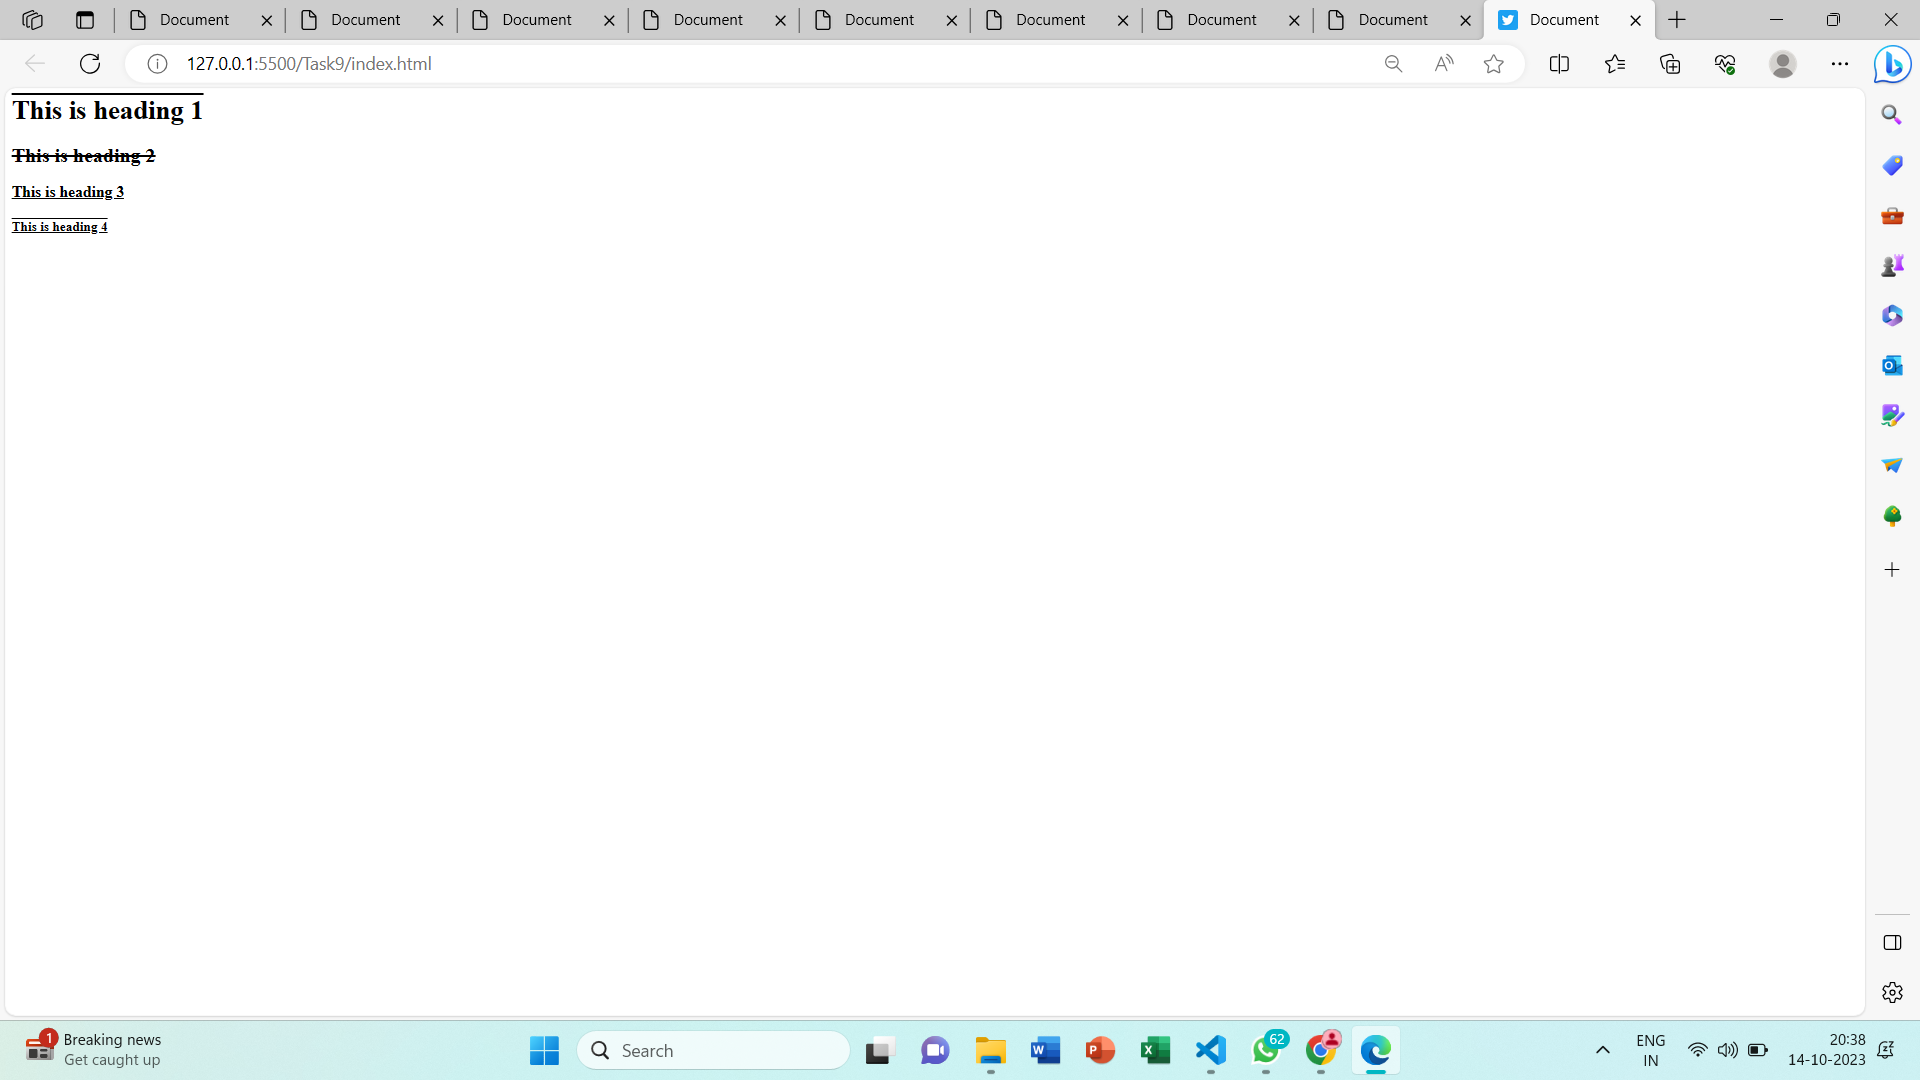 Document Document Document Document Document Document Document Document Document
127.0.0.1:5500/Task9/index.html
This is heading 1
This is heading 2
This is heading 3
This is heading 4
1 Breaking news
Get caught up
Search
62
ENG
IN
20:38
14-10-2023